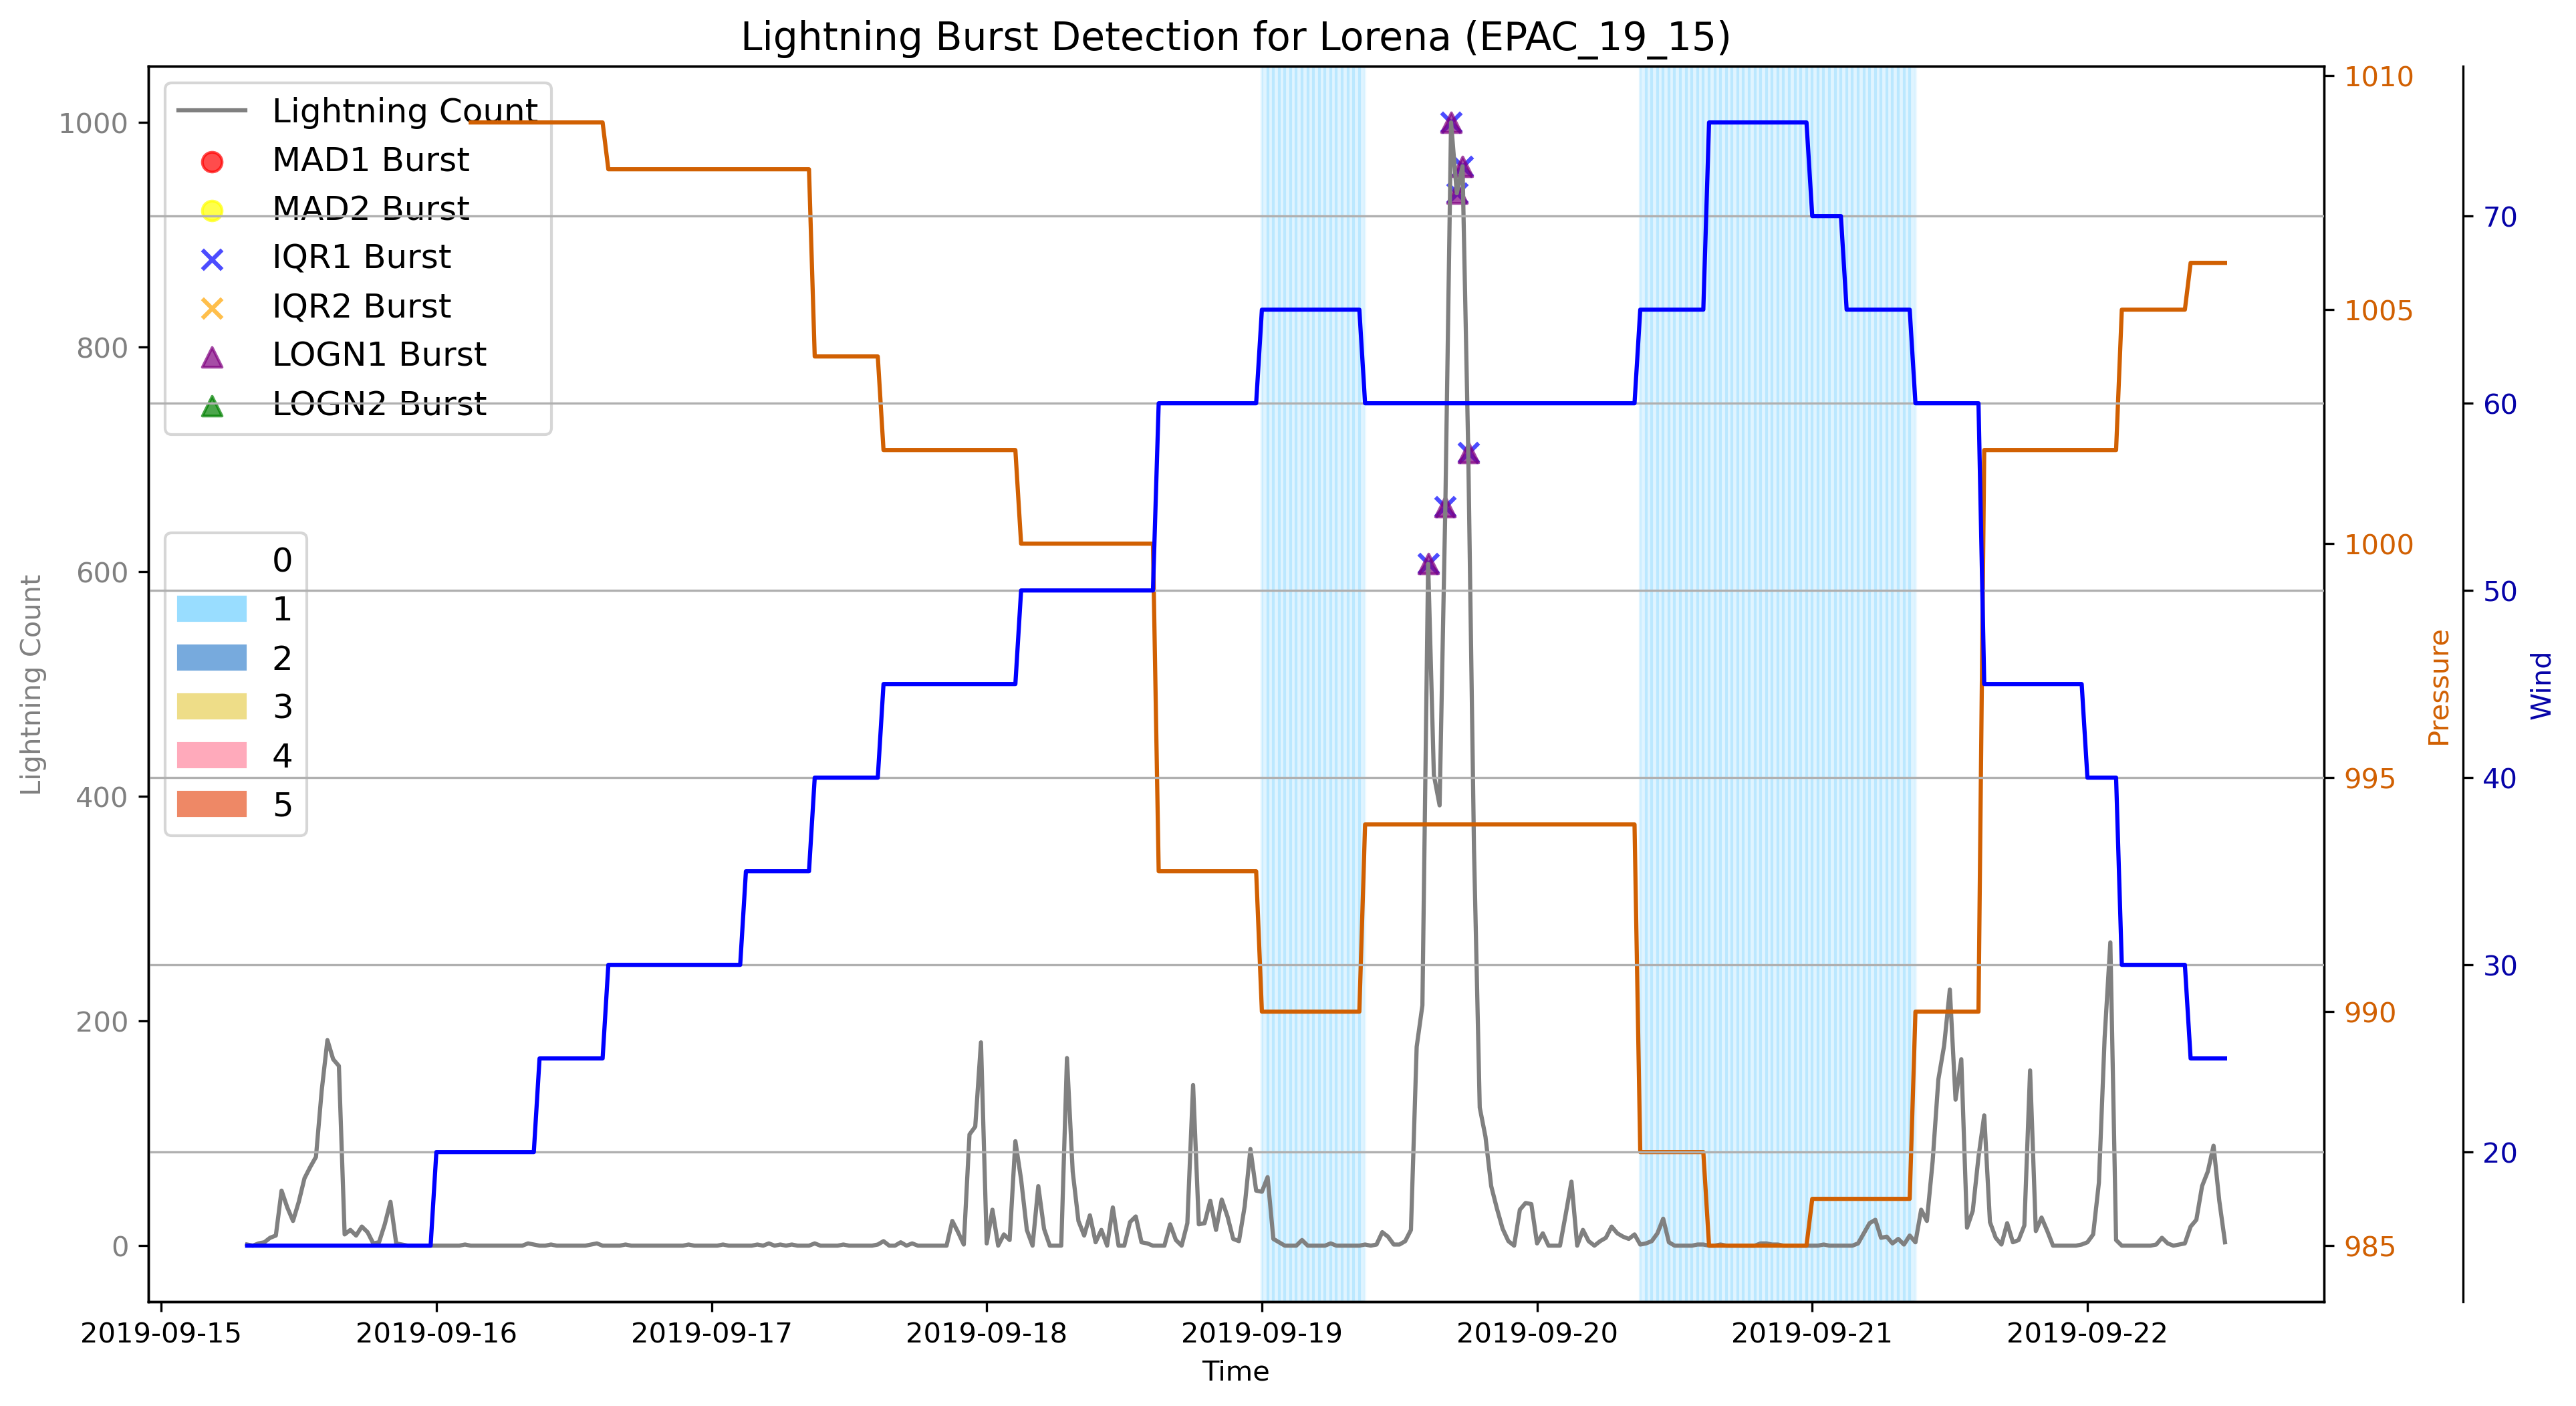 Lightning Burst Detection for Lorena (EPAC_19_15)
Lightning Count
MAD1 Burst
MAD2 Burst
IQR1 Burst
IQR2 Burst
LOGN1 Burst
LOGN2 Burst
0
1
2
3
4
5
1000
800
600
400
200
0
Lightning Count
1010
1005
1000
995
990
985
Pressure
70
60
50
40
30
20
Wind
2019-09-15
2019-09-16
2019-09-17
2019-09-18
2019-09-19
2019-09-20
2019-09-21
2019-09-22
Time